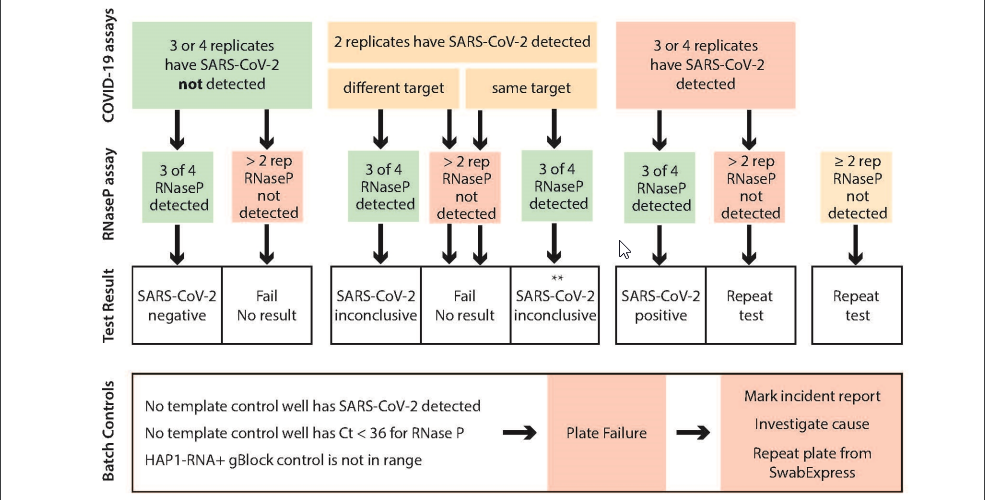 COVID-19 assays
3 or 4 replicates
have SARS-CoV-2
not detected
2 replicates have SARS-CoV-2 detected
different target
same target
3 or 4 replicates
have SARS-CoV-2
detected
RNaseP assay
3 of 4
RNaseP
detected
> 2 rep
RNaseP
not
detected
3 of 4
RNaseP
detected
> 2 rep
RNaseP
not
detected
3 of 4
RNaseP
detected
3 of 4
RNaseP
detected
> 2 rep
RNaseP
not
detected
≥ 2 rep
RNaseP
not
detected
Test Result
SARS-CoV-2
negative
Fail
No result
SARS-CoV-2
inconclusive
Fail
No result
**
SARS-CoV-2
inconclusive
SARS-CoV-2
positive
Repeat
test
Repeat
test
Batch Controls
No template control well has SARS-CoV-2 detected
No template control well has Ct < 36 for RNase P
HAP1-RNA+ gBlock control is not in range
Plate Failure
Mark incident report
Investigate cause
Repeat plate from
SwabExpress